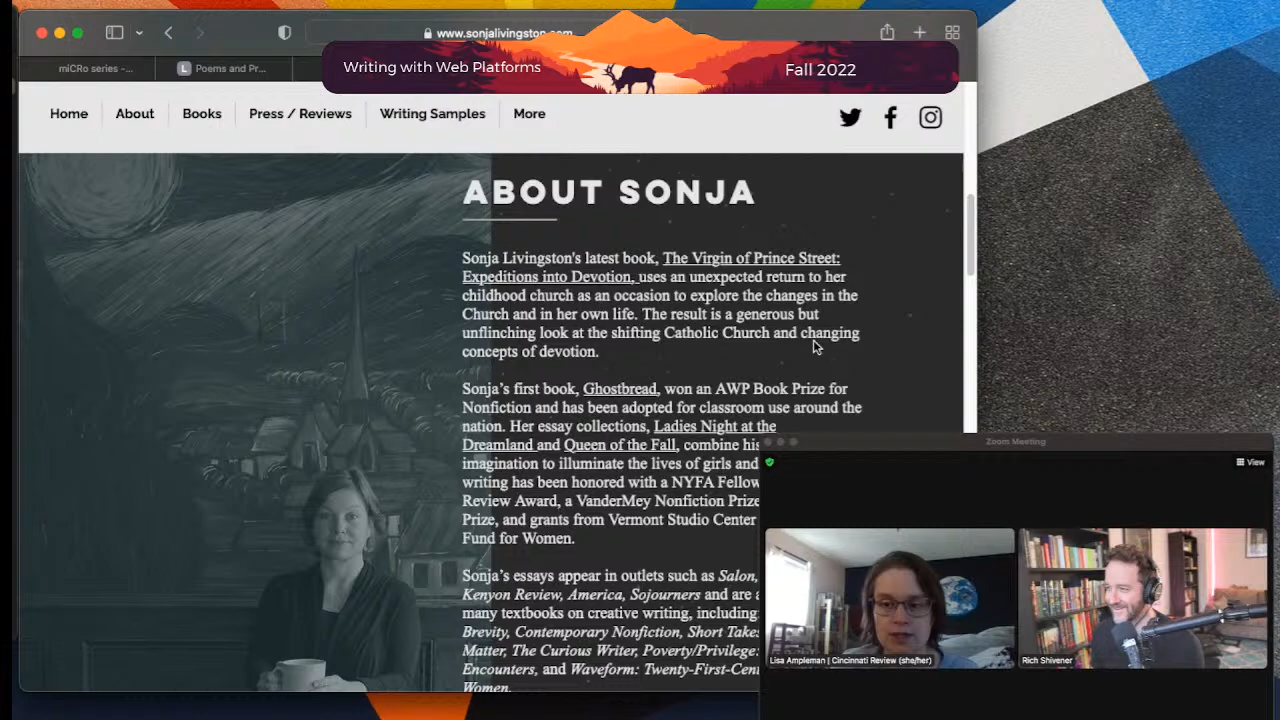 www.sonjalivingston.com
miCRo series -...
Poems and Pr...
Writing with Web Platforms
Fall 2022
Home
About
Books
Press / Reviews
Writing Samples
More
ABOUT SONJA
Sonja Livingston's latest book, The Virgin of Prince Street:
Expeditions into Devotion, uses an unexpected return to her
childhood church as an occasion to explore the changes in the
Church and in her own life. The result is a generous but
unflinching look at the shifting Catholic Church and changing
concepts of devotion.
Sonja's first book, Ghostbread, won an AWP Book Prize for
Nonfiction and has been adopted for classroom use around the
nation. Her essay collections, Ladies Night at the
Dreamland and Queen of the Fall, combine his
imagination to illuminate the lives of girls and
writing has been honored with a NYFA Fellow
Review Award, a VanderMey Nonfiction Prize
Prize, and grants from Vermont Studio Center
Fund for Women.
Sonja's essays appear in outlets such as Salon,
Kenyon Review, America, Sojourners and are a
many textbooks on creative writing, including
Brevity, Contemporary Nonfiction, Short Takes
Matter, The Curious Writer, Poverty/Privilege:
Encounters, and Waveform: Twenty-First-Cent
Women.
Zoom Meeting
View
Lisa Ampleman | Cincinnati Review (she/her)
Rich Shivener